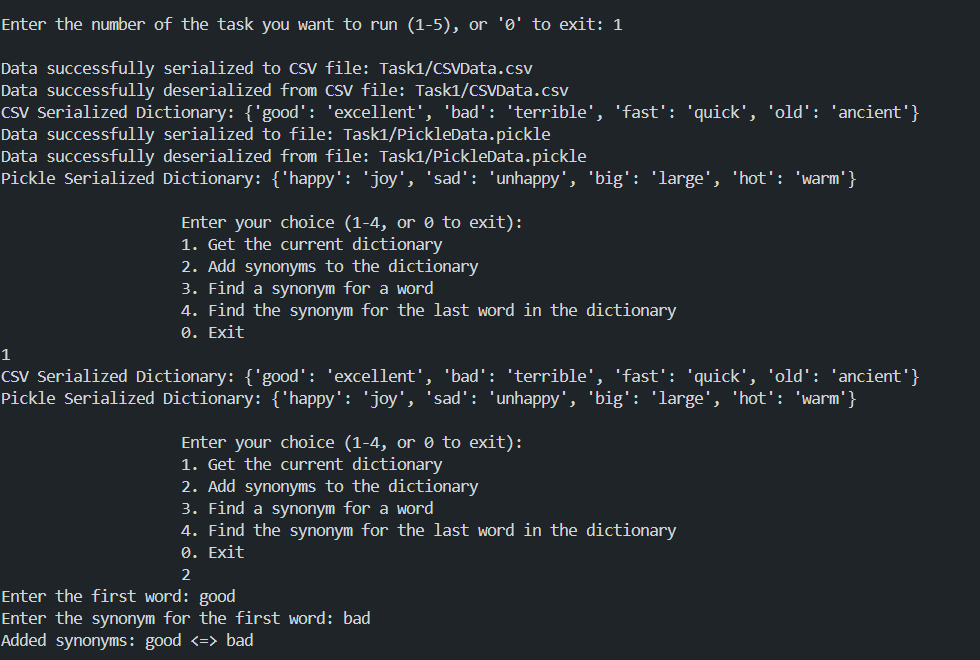 Enter the number of the task you want to run (1-5), or '0' to exit: 1
Data successfully serialized to CSV file: Task1/CSVData.csv
Data successfully deserialized from CSV file: Task1/CSVData.csv
CSV Serialized Dictionary: {'good': 'excellent', 'bad': 'terrible', 'fast': 'quick', 'old': 'ancient'}
Data successfully serialized to file: Task1/PickleData.pickle
Data successfully deserialized from file: Task1/PickleData.pickle
Pickle Serialized Dictionary: {'happy': 'joy', 'sad': 'unhappy', 'big': 'large', 'hot': 'warm'}
Enter your choice (1-4, or 0 to exit):
1. Get the current dictionary
2. Add synonyms to the dictionary
3. Find a synonym for a word
4. Find the synonym for the last word in the dictionary
0. Exit
1
CSV Serialized Dictionary: {'good': 'excellent', 'bad': 'terrible', 'fast': 'quick', 'old': 'ancient'}
Pickle Serialized Dictionary: {'happy': 'joy', 'sad': 'unhappy', 'big': 'large', 'hot': 'warm'}
Enter your choice (1-4, or 0 to exit):
1. Get the current dictionary
2. Add synonyms to the dictionary
3. Find a synonym for a word
4. Find the synonym for the last word in the dictionary
0. Exit
2
Enter the first word: good
Enter the synonym for the first word: bad
Added synonyms: good <=> bad